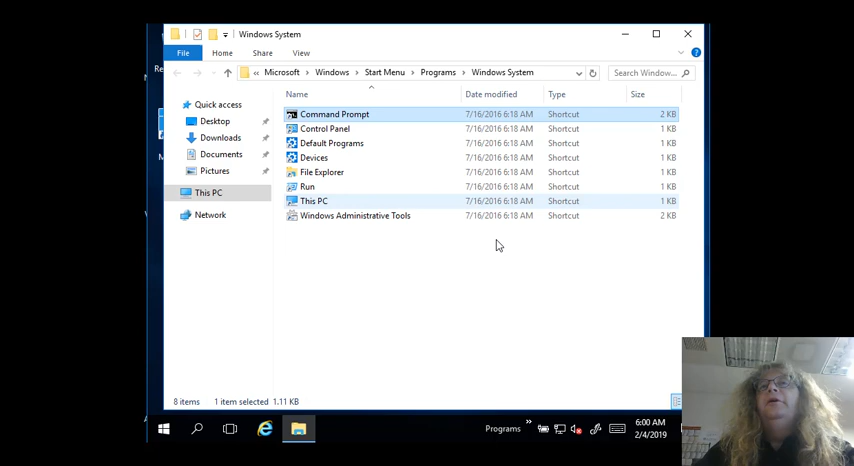 Windows System
File Home Share View
« Microsoft > Windows > Start Menu > Programs > Windows System
Search Window...
Name Date modified Type Size
Quick access
Desktop
Downloads
Documents
Pictures
This PC
Network
Command Prompt 7/16/2016 6:18 AM Shortcut 2 KB
Control Panel 7/16/2016 6:18 AM Shortcut 1 KB
Default Programs 7/16/2016 6:18 AM Shortcut 1 KB
Devices 7/16/2016 6:18 AM Shortcut 1 KB
File Explorer 7/16/2016 6:18 AM Shortcut 1 KB
Run 7/16/2016 6:18 AM Shortcut 1 KB
This PC 7/16/2016 6:18 AM Shortcut 1 KB
Windows Administrative Tools 7/16/2016 6:18 AM Shortcut 2 KB
8 items 1 item selected 1.11 KB
Re
M
Programs »
6:00 AM
2/4/2019